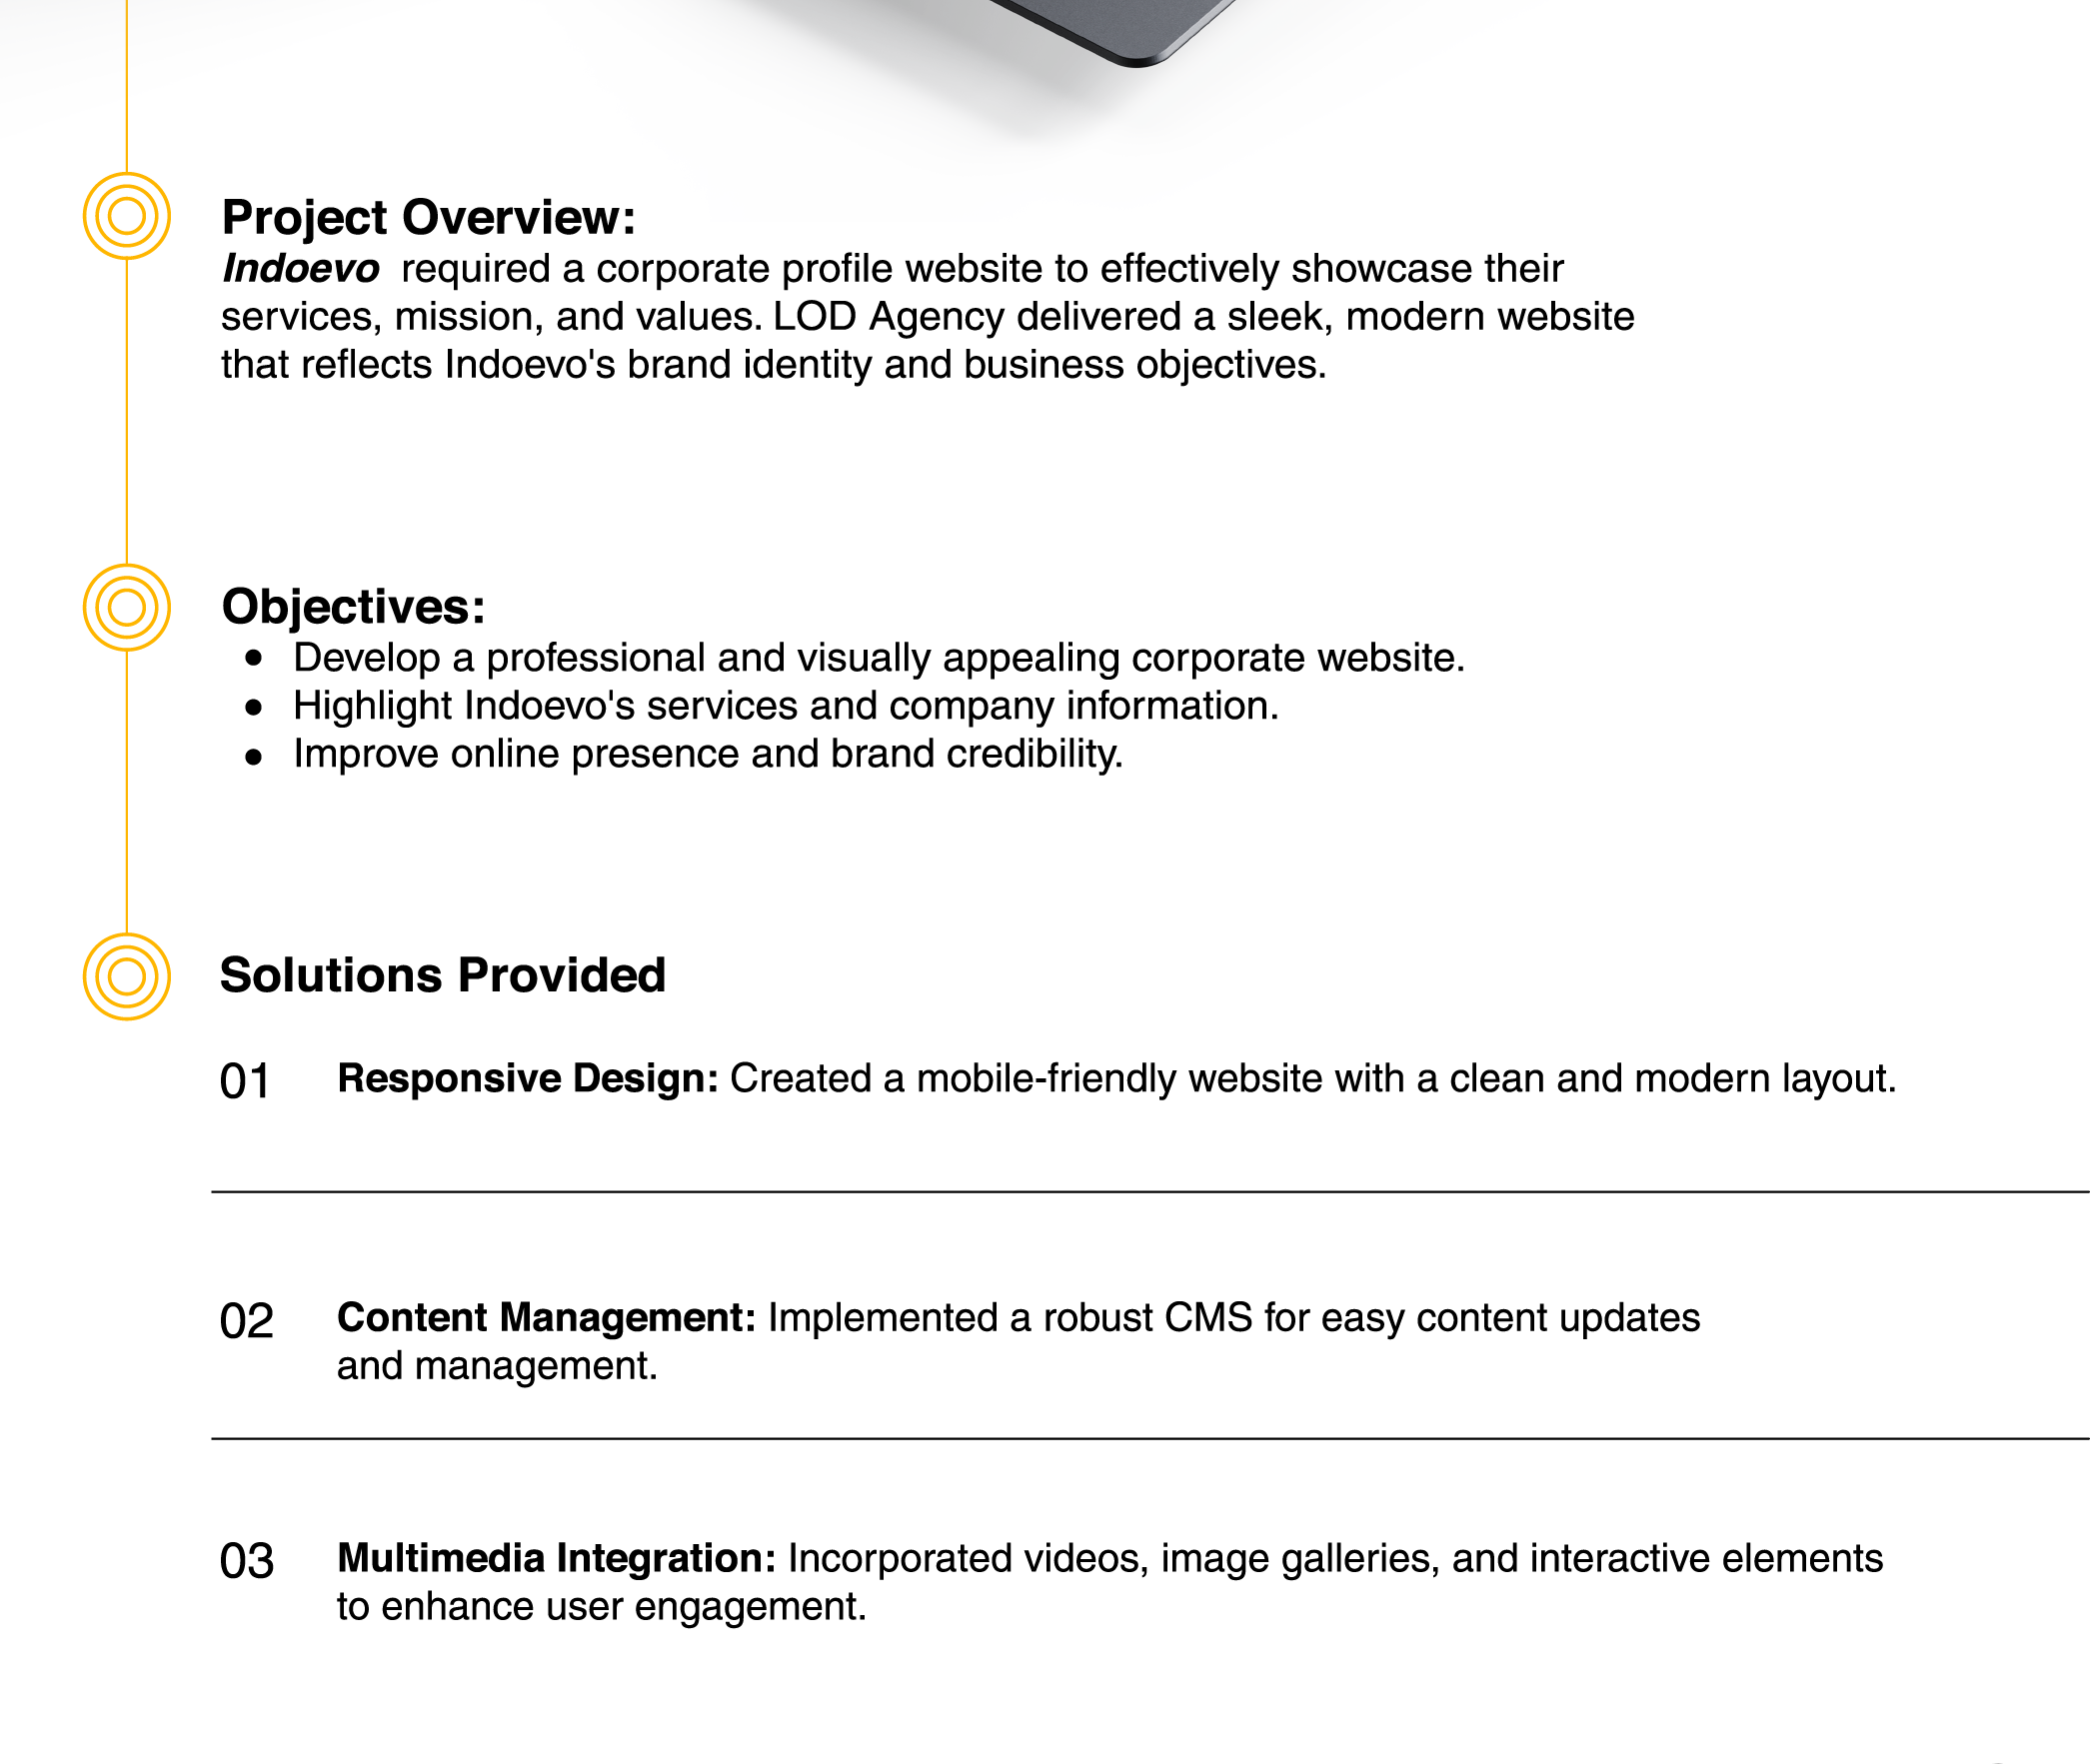 Project Overview:
Indoevo required a corporate profile website to effectively showcase their
services, mission, and values. LOD Agency delivered a sleek, modern website
that reflects Indoevo's brand identity and business objectives.
Objectives:
● Develop a professional and visually appealing corporate website.
● Highlight Indoevo's services and company information.
● Improve online presence and brand credibility.
Solutions Provided
01 Responsive Design: Created a mobile-friendly website with a clean and modern layout.
02 Content Management: Implemented a robust CMS for easy content updates
and management.
03 Multimedia Integration: Incorporated videos, image galleries, and interactive elements
to enhance user engagement.